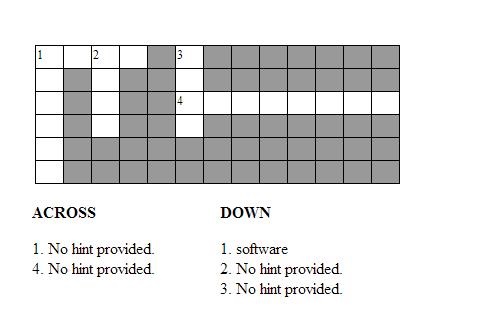 1 2 3
4
ACROSS DOWN
1. No hint provided. 1. software
4. No hint provided. 2. No hint provided.
3. No hint provided.